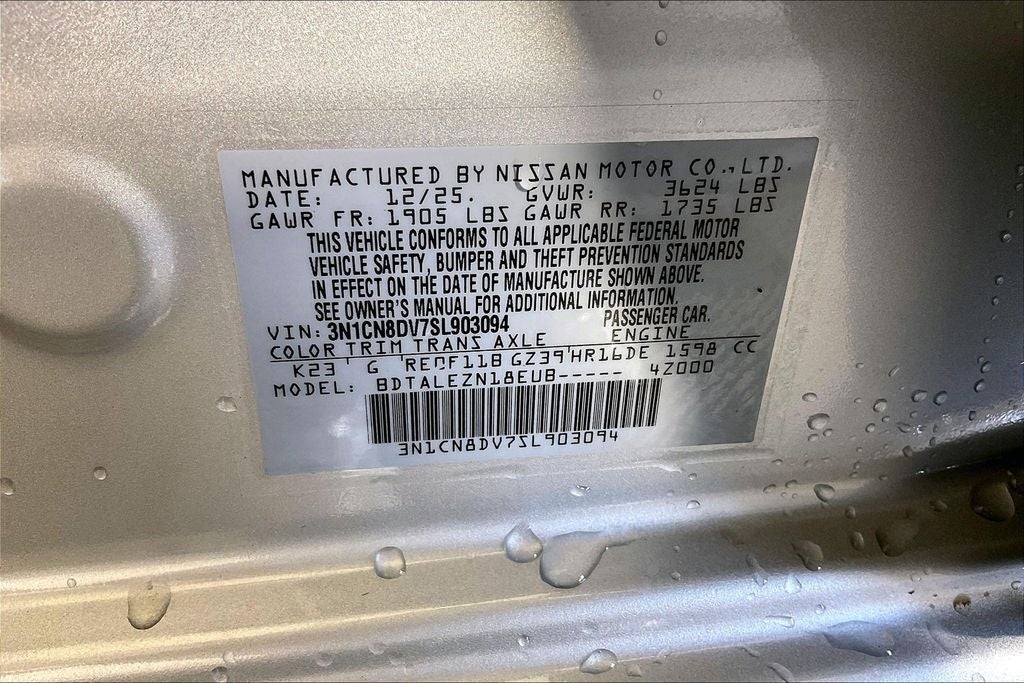 MANUFACTURED BY NISSAN MOTOR CO.,LTD.
DATE: 12/25. GVWR: 3624 LBS
GAWR FR: 1905 LBS GAWR RR: 1735 LBS
THIS VEHICLE CONFORMS TO ALL APPLICABLE FEDERAL MOTOR
VEHICLE SAFETY, BUMPER AND THEFT PREVENTION STANDARDS
IN EFFECT ON THE DATE OF MANUFACTURE SHOWN ABOVE.
SEE OWNER'S MANUAL FOR ADDITIONAL INFORMATION.
VIN: 3N1CN8DV7SL903094 PASSENGER CAR.
COLOR TRIM TRANS AXLE ENGINE
K23 G RE0F11B GZ39 HR16DE 1598 CC
MODEL: BDTALEZN18EUB----- 4Z000
3N1CN8DV7SL903094